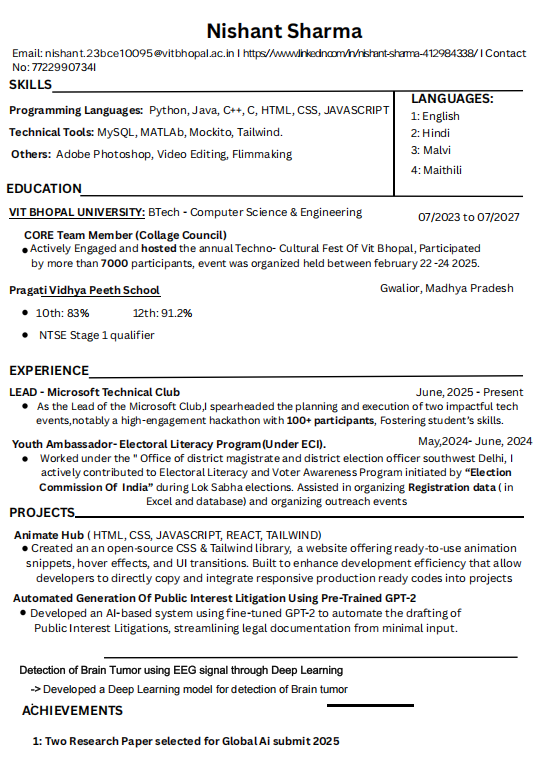 Nishant Sharma
Email: nishant.23bce10095@vitbhopal.ac.in I https://www.linkedin.com/in/nishant-sharma-412984338/ I Contact
No: 7722990734I
SKILLS
Programming Languages: Python, Java, C++, C, HTML, CSS, JAVASCRIPT
Technical Tools: MySQL, MATLAb, Mockito, Tailwind.
Others: Adobe Photoshop, Video Editing, Flimmaking
LANGUAGES:
1: English
2: Hindi
3: Malvi
4: Maithili
EDUCATION
VIT BHOPAL UNIVERSITY: BTech - Computer Science & Engineering
07/2023 to 07/2027
CORE Team Member (Collage Council)
● Actively Engaged and hosted the annual Techno- Cultural Fest Of Vit Bhopal, Participated
by more than 7000 participants, event was organized held between february 22 -24 2025.
Pragati Vidhya Peeth School
Gwalior, Madhya Pradesh
● 10th: 83% 12th: 91.2%
● NTSE Stage 1 qualifier
EXPERIENCE
LEAD - Microsoft Technical Club
June, 2025 - Present
● As the Lead of the Microsoft Club,I spearheaded the planning and execution of two impactful tech
events,notably a high-engagement hackathon with 100+ participants, Fostering student's skills.
Youth Ambassador- Electoral Literacy Program(Under ECI).
May,2024- June, 2024
● Worked under the " Office of district magistrate and district election officer southwest Delhi, I
actively contributed to Electoral Literacy and Voter Awareness Program initiated by “Election
Commission Of India” during Lok Sabha elections. Assisted in organizing Registration data ( in
Excel and database) and organizing outreach events
PROJECTS
Animate Hub ( HTML, CSS, JAVASCRIPT, REACT, TAILWIND)
● Created an an open-source CSS & Tailwind library, a website offering ready-to-use animation
snippets, hover effects, and UI transitions. Built to enhance development efficiency that allow
developers to directly copy and integrate responsive production ready codes into projects
Automated Generation Of Public Interest Litigation Using Pre-Trained GPT-2
● Developed an AI-based system using fine-tuned GPT-2 to automate the drafting of
Public Interest Litigations, streamlining legal documentation from minimal input.
Detection of Brain Tumor using EEG signal through Deep Learning
-> Developed a Deep Learning model for detection of Brain tumor
ACHIEVEMENTS
1: Two Research Paper selected for Global Ai submit 2025